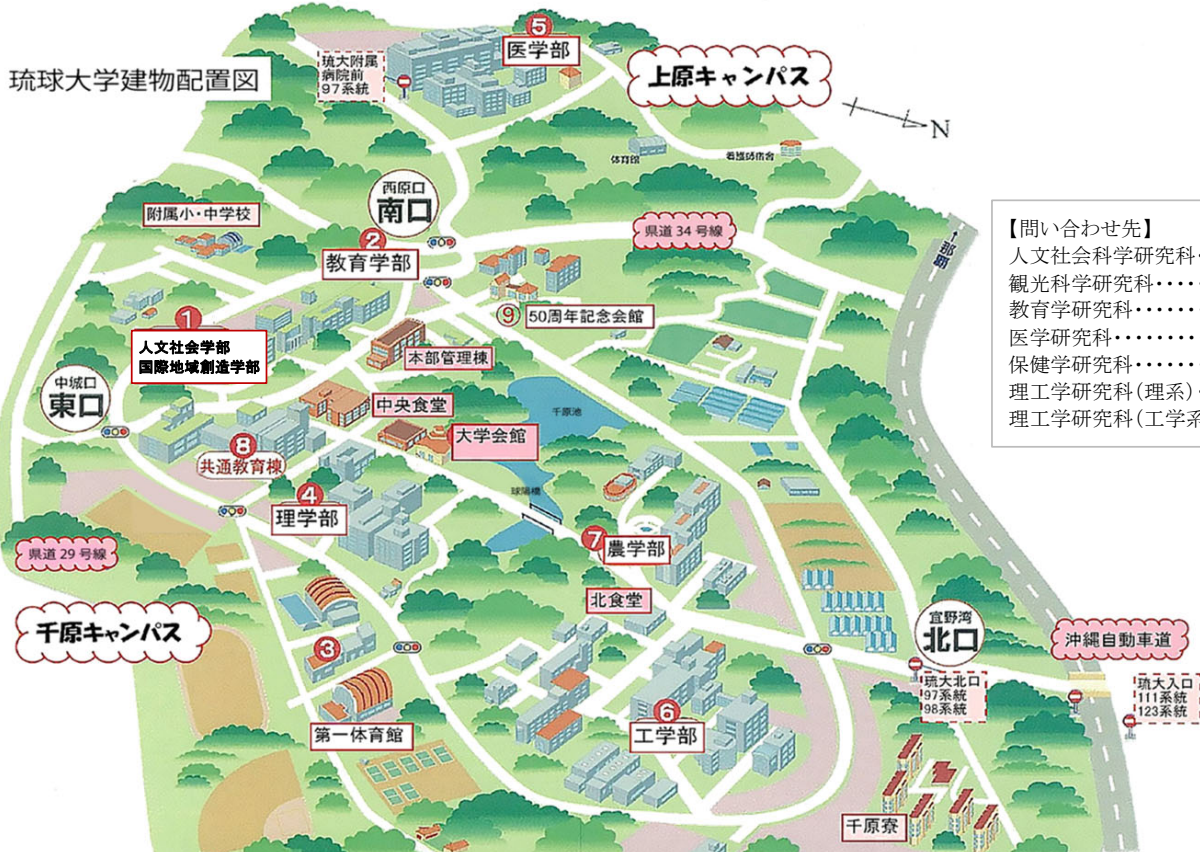 琉球大学建物配置図
⑤
医学部
琉大附属
病院前
97系統
上原キャンパス
N
体育館
看護師宿舎
西原口
南口
附属小・中学校
②
教育学部
県道34号線
↑那覇
①
人文社会学部
国際地域創造学部
⑨
50周年記念会館
本部管理棟
中城口
東口
中央食堂
千原池
大学会館
⑧
共通教育棟
球陽橋
④
理学部
⑦
農学部
県道29号線
北食堂
千原キャンパス
③
宜野湾
北口
沖縄自動車道
琉大北口
97系統
98系統
琉大入口
111系統
123系統
第一体育館
⑥
工学部
千原寮
【問い合わせ先】
人文社会科学研究科・
観光科学研究科・・・・・
教育学研究科・・・・・・・
医学研究科・・・・・・・・
保健学研究科・・・・・・・
理工学研究科(理系)・
理工学研究科(工学系